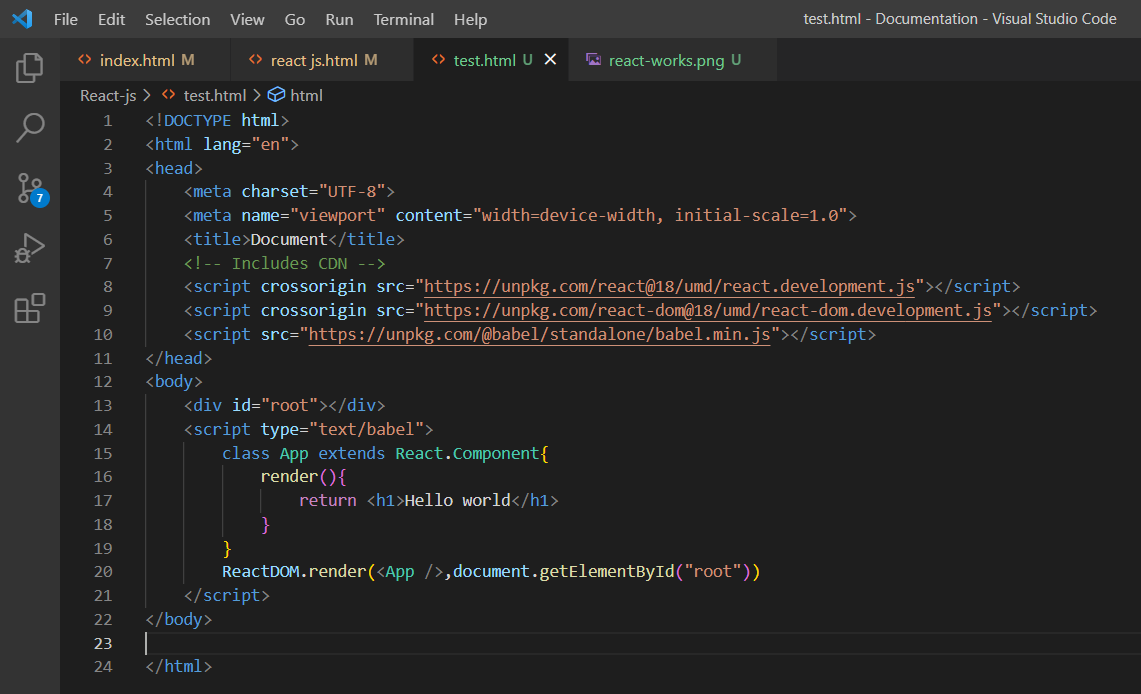 File Edit Selection View Go Run Terminal Help test.html - Documentation - Visual Studio Code
<> index.html M <> react js.html M <> test.html U × react-works.png U
React-js > <> test.html > html
7
1 <!DOCTYPE html>
2 <html lang="en">
3 <head>
4     <meta charset="UTF-8">
5     <meta name="viewport" content="width=device-width, initial-scale=1.0">
6     <title>Document</title>
7     <!-- Includes CDN -->
8     <script crossorigin src="https://unpkg.com/react@18/umd/react.development.js"></script>
9     <script crossorigin src="https://unpkg.com/react-dom@18/umd/react-dom.development.js"></script>
10     <script src="https://unpkg.com/@babel/standalone/babel.min.js"></script>
11 </head>
12 <body>
13     <div id="root"></div>
14     <script type="text/babel">
15         class App extends React.Component{
16             render(){
17                 return <h1>Hello world</h1>
18             }
19         }
20         ReactDOM.render(<App />,document.getElementById("root"))
21     </script>
22 </body>
23
24 </html>